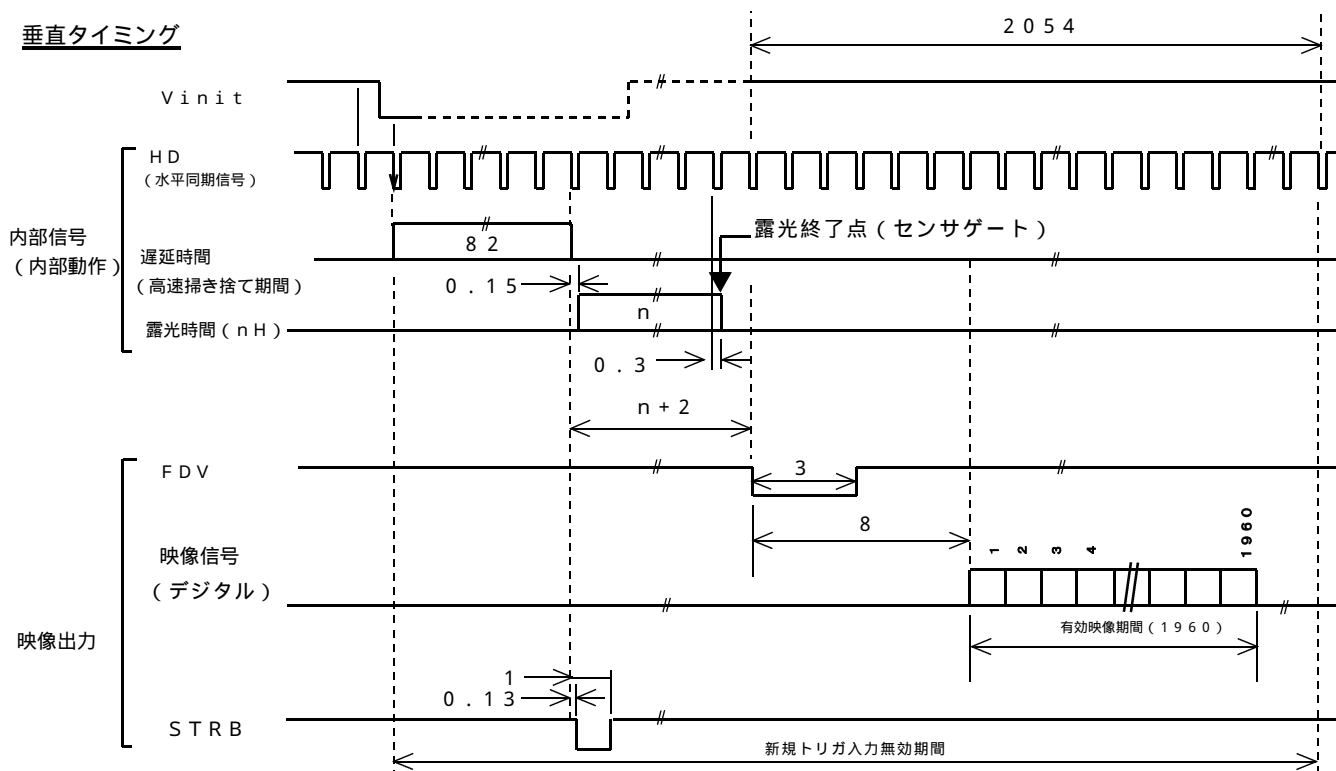 垂直タイミング
2054
Vinit
HD
(水平同期信号)
内部信号
(内部動作)
露光終了点(センサゲート)
82
遅延時間
(高速掃き捨て期間)
0.15
n
露光時間(nH)
0.3
n+2
FDV
3
8
1 2 3 4 1960
映像信号
(デジタル)
有効映像期間(1960)
映像出力
1
0.13
STRB
新規トリガ入力無効期間